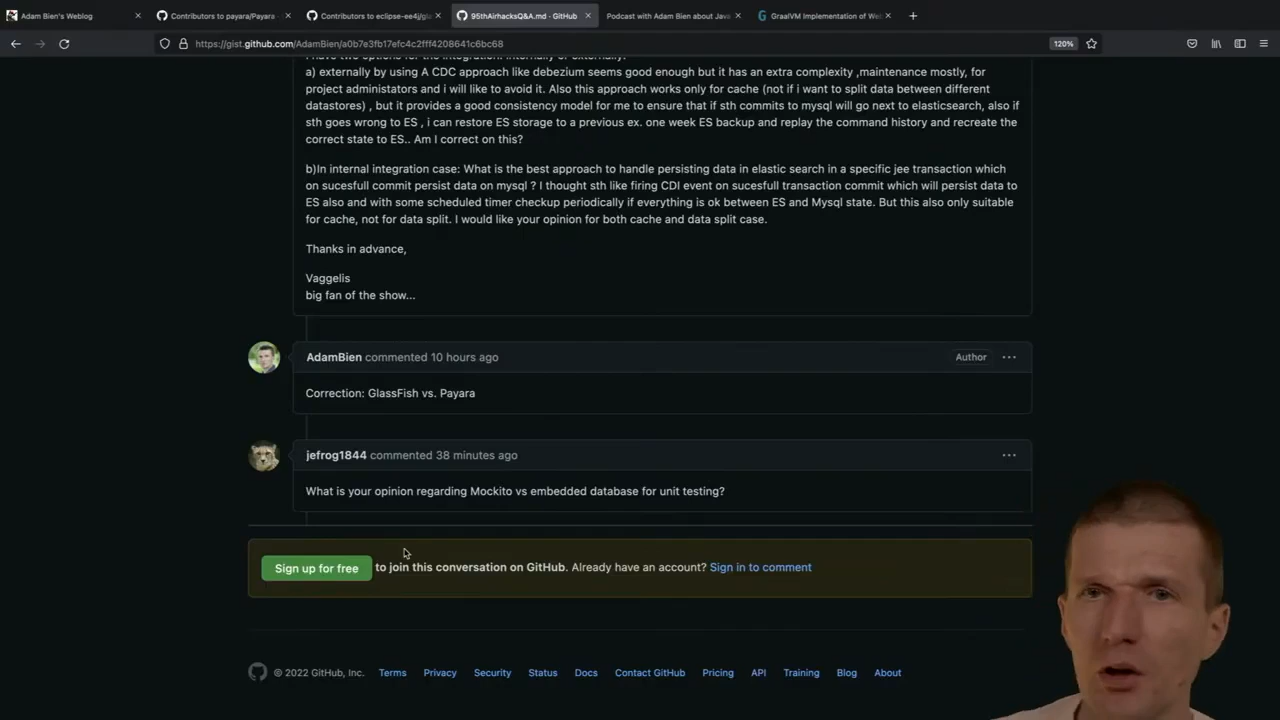 Adam Bien's Weblog
Contributors to payara/Payara
Contributors to eclipse-ee4j/gla
95thAirhacksQ&A.md · GitHub
Podcast with Adam Bien about Java
GraalVM Implementation of We
https://gist.github.com/AdamBien/a0b7e3fb17efc4c2fff4208641c6bc68
120%
I have two options for the integration: internally or externally:
a) externally by using A CDC approach like debezium seems good enough but it has an extra complexity ,maintenance mostly, for
project administators and i will like to avoid it. Also this approach works only for cache (not if i want to split data between different
datastores) , but it provides a good consistency model for me to ensure that if sth commits to mysql will go next to elasticsearch, also if
sth goes wrong to ES , i can restore ES storage to a previous ex. one week ES backup and replay the command history and recreate the
correct state to ES.. Am I correct on this?
b)In internal integration case: What is the best approach to handle persisting data in elastic search in a specific jee transaction which
on sucesfull commit persist data on mysql ? I thought sth like firing CDI event on sucesfull transaction commit which will persist data to
ES also and with some scheduled timer checkup periodically if everything is ok between ES and Mysql state. But this also only suitable
for cache, not for data split. I would like your opinion for both cache and data split case.
Thanks in advance,
Vaggelis
big fan of the show...
AdamBien commented 10 hours ago
Author
Correction: GlassFish vs. Payara
jefrog1844 commented 38 minutes ago
What is your opinion regarding Mockito vs embedded database for unit testing?
Sign up for free to join this conversation on GitHub. Already have an account? Sign in to comment
© 2022 GitHub, Inc. Terms Privacy Security Status Docs Contact GitHub Pricing API Training Blog About